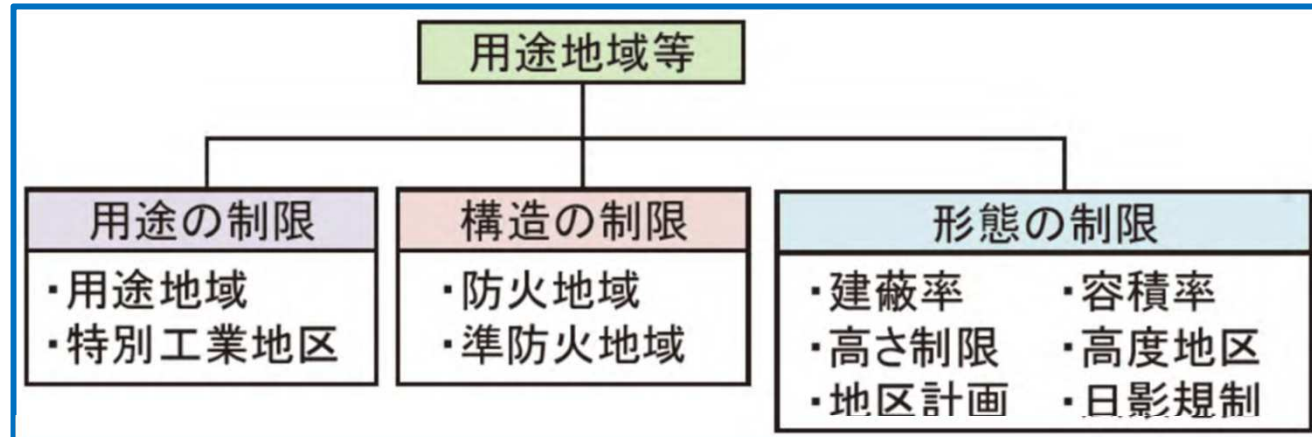 用途地域等
用途の制限
・用途地域
・特別工業地区
構造の制限
・防火地域
・準防火地域
形態の制限
・建蔽率 ・容積率
・高さ制限 ・高度地区
・地区計画 ・日影規制